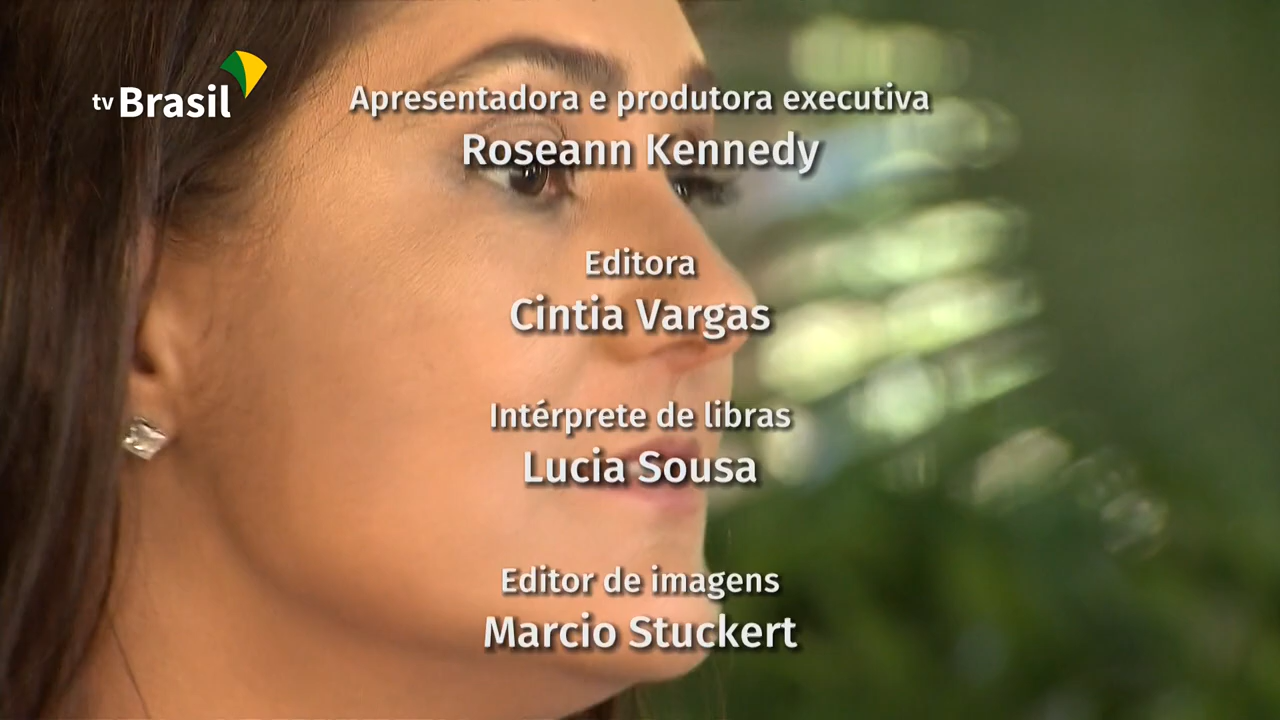 tv Brasil
Apresentadora e produtora executiva
Roseann Kennedy
Editora
Cintia Vargas
Intérprete de libras
Lucia Sousa
Editor de imagens
Marcio Stuckert